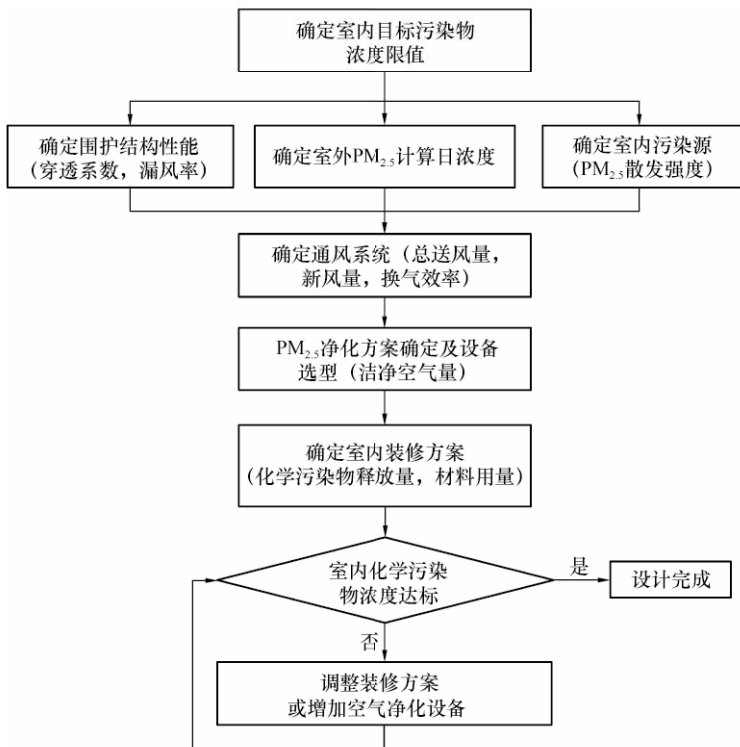 确定室内目标污染物
浓度限值
确定围护结构性能
(穿透系数，漏风率)
确定室外PM₂.₅计算日浓度
确定室内污染源
(PM₂.₅散发强度)
确定通风系统（总送风量，
新风量，换气效率）
PM₂.₅净化方案确定及设备
选型（洁净空气量）
确定室内装修方案
(化学污染物释放量，材料用量)
室内化学污染
物浓度达标
是
设计完成
否
调整装修方案
或增加空气净化设备